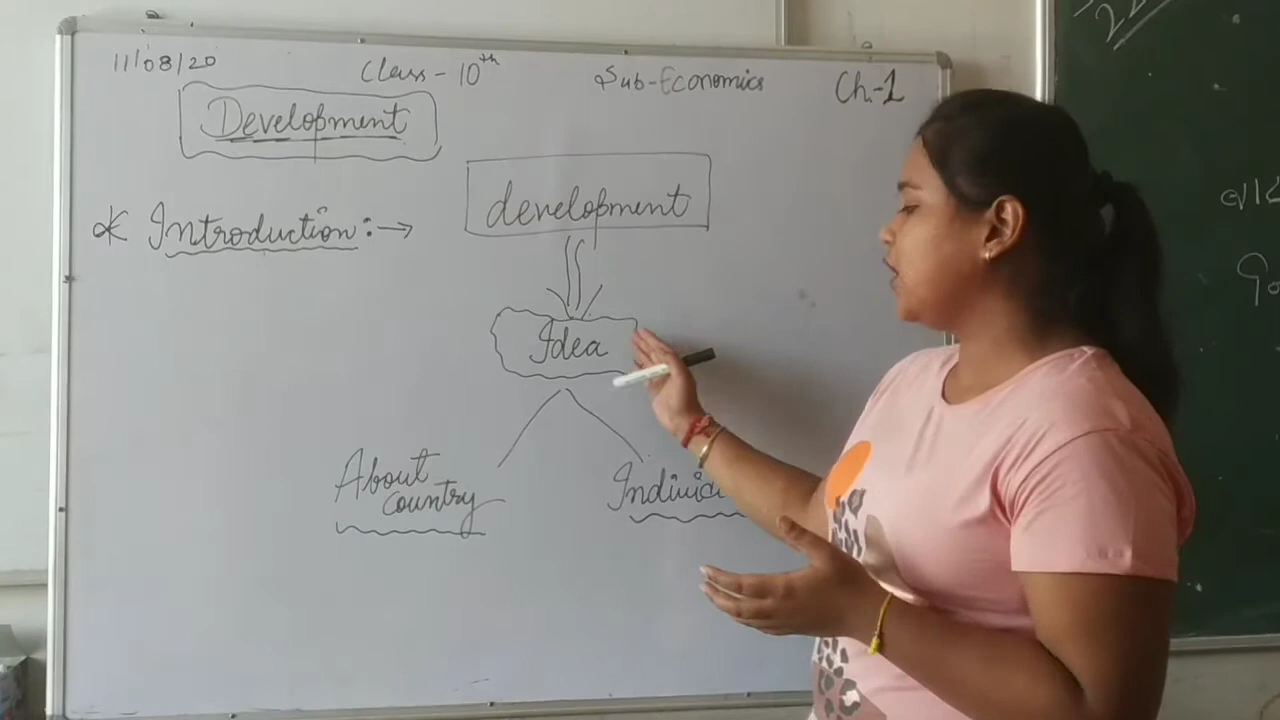 11/08/20
Class - 10th
Sub-Economics
Ch.-1
Development
* Introduction :→
development
Idea
About
country